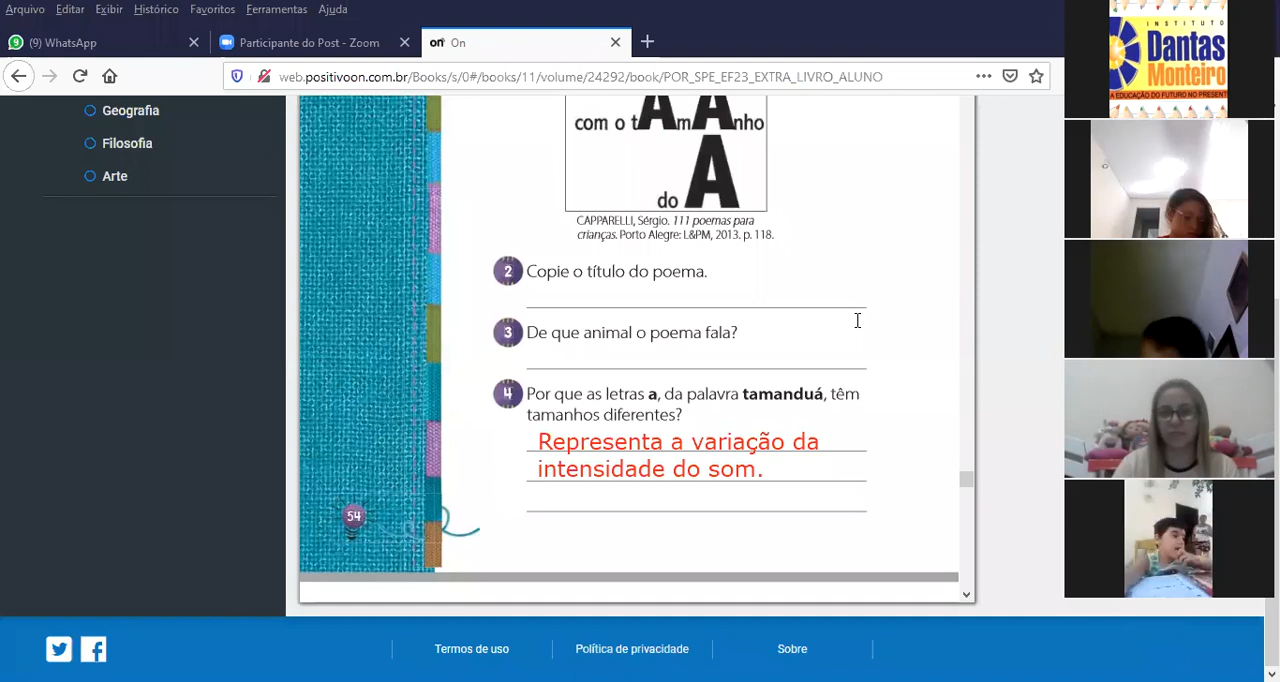 Arquivo Editar Exibir Histórico Favoritos Ferramentas Ajuda
(9) WhatsApp
Participante do Post - Zoom
on On
web.positivoon.com.br/Books/s/0#/books/11/volume/24292/book/POR_SPE_EF23_EXTRA_LIVRO_ALUNO
Geografia
Filosofia
Arte
com o tAmAnho
do A
CAPPARELLI, Sérgio. 111 poemas para
crianças. Porto Alegre: L&PM, 2013. p. 118.
2 Copie o título do poema.
3 De que animal o poema fala?
4 Por que as letras a, da palavra tamanduá, têm
tamanhos diferentes?
Representa a variação da
intensidade do som.
54
Termos de uso
Política de privacidade
Sobre
INSTITUTO
Dantas
Monteiro
A EDUCAÇÃO DO FUTURO NO PRESENTE